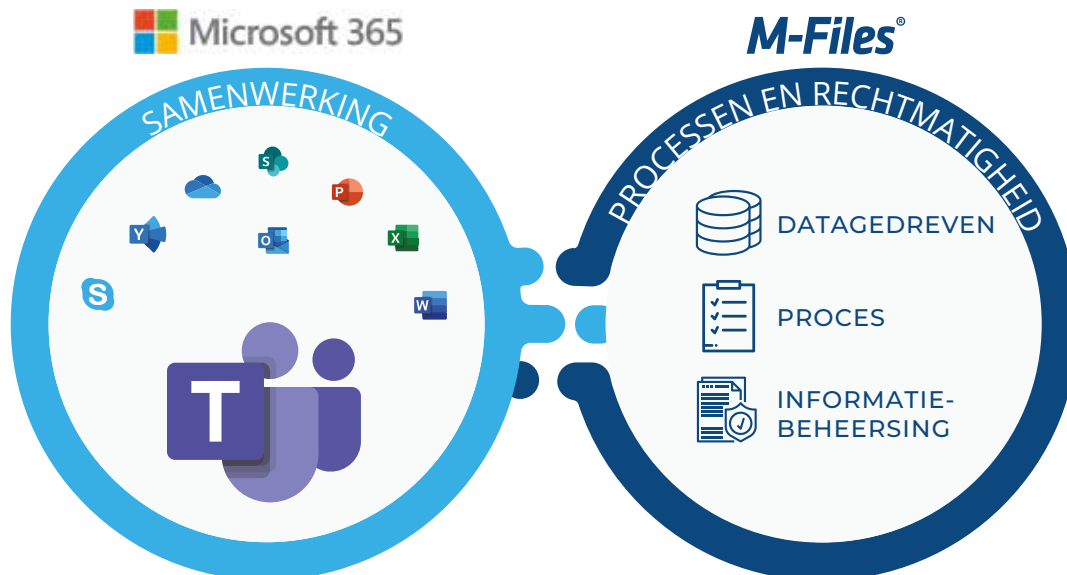 Microsoft 365
M-Files®
SAMENWERKING
PROCESSEN EN RECHTMATIGHEID
S
P
Y
O
X
S
W
T
DATAGEDREVEN
PROCES
INFORMATIE-
BEHEERSING